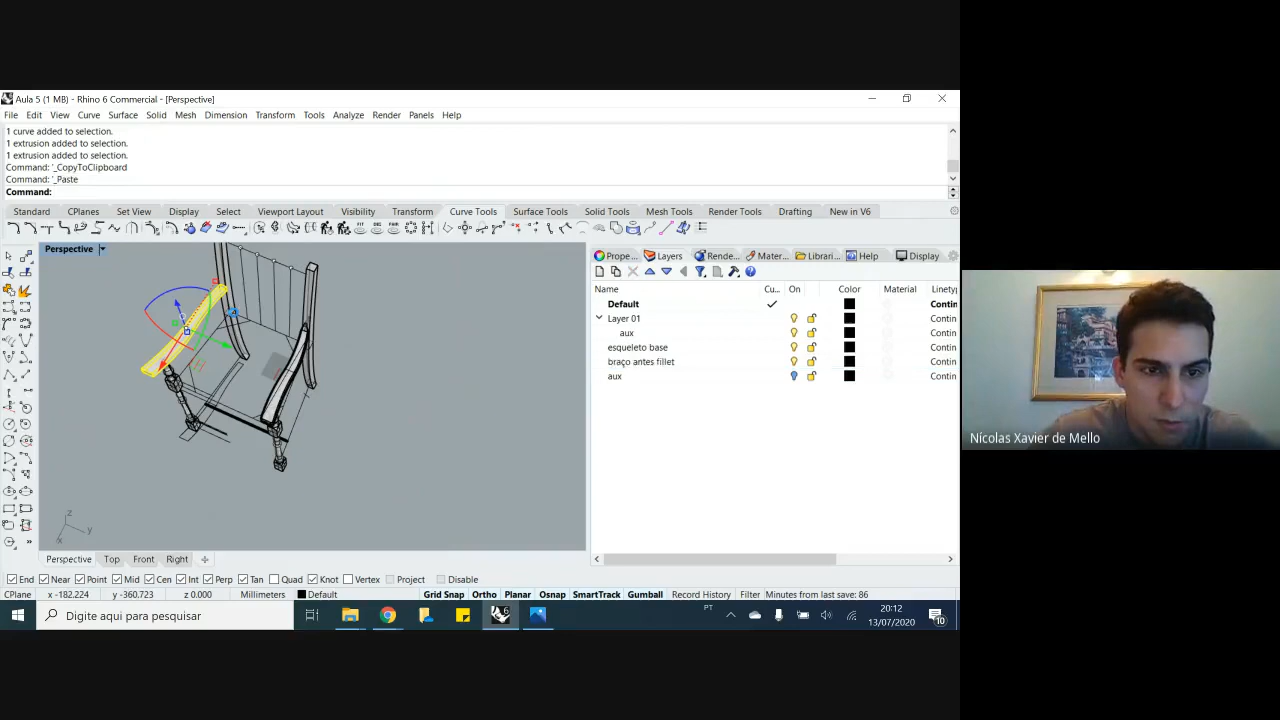 Aula 5 (1 MB) - Rhino 6 Commercial - [Perspective]
File Edit View Curve Surface Solid Mesh Dimension Transform Tools Analyze Render Panels Help
1 curve added to selection.
1 extrusion added to selection.
1 extrusion added to selection.
Command: '_CopyToClipboard
Command: '_Paste
Command:
Standard CPlanes Set View Display Select Viewport Layout Visibility Transform Curve Tools Surface Tools Solid Tools Mesh Tools Render Tools Drafting New in V6
Perspective
Prope... Layers Rende... Mater... Librari... Help Display
Name Cu... On Color Material Linety
Default Contin
Layer 01 Contin
aux Contin
esqueleto base Contin
braço antes fillet Contin
aux Contin
z
y
x
Nícolas Xavier de Mello
Perspective Top Front Right
End Near Point Mid Cen Int Perp Tan Quad Knot Vertex Project Disable
CPlane x -182.224 y -360.723 z 0.000 Millimeters Default Grid Snap Ortho Planar Osnap SmartTrack Gumball Record History Filter Minutes from last save: 86
Digite aqui para pesquisar
PT
20:12
13/07/2020
10